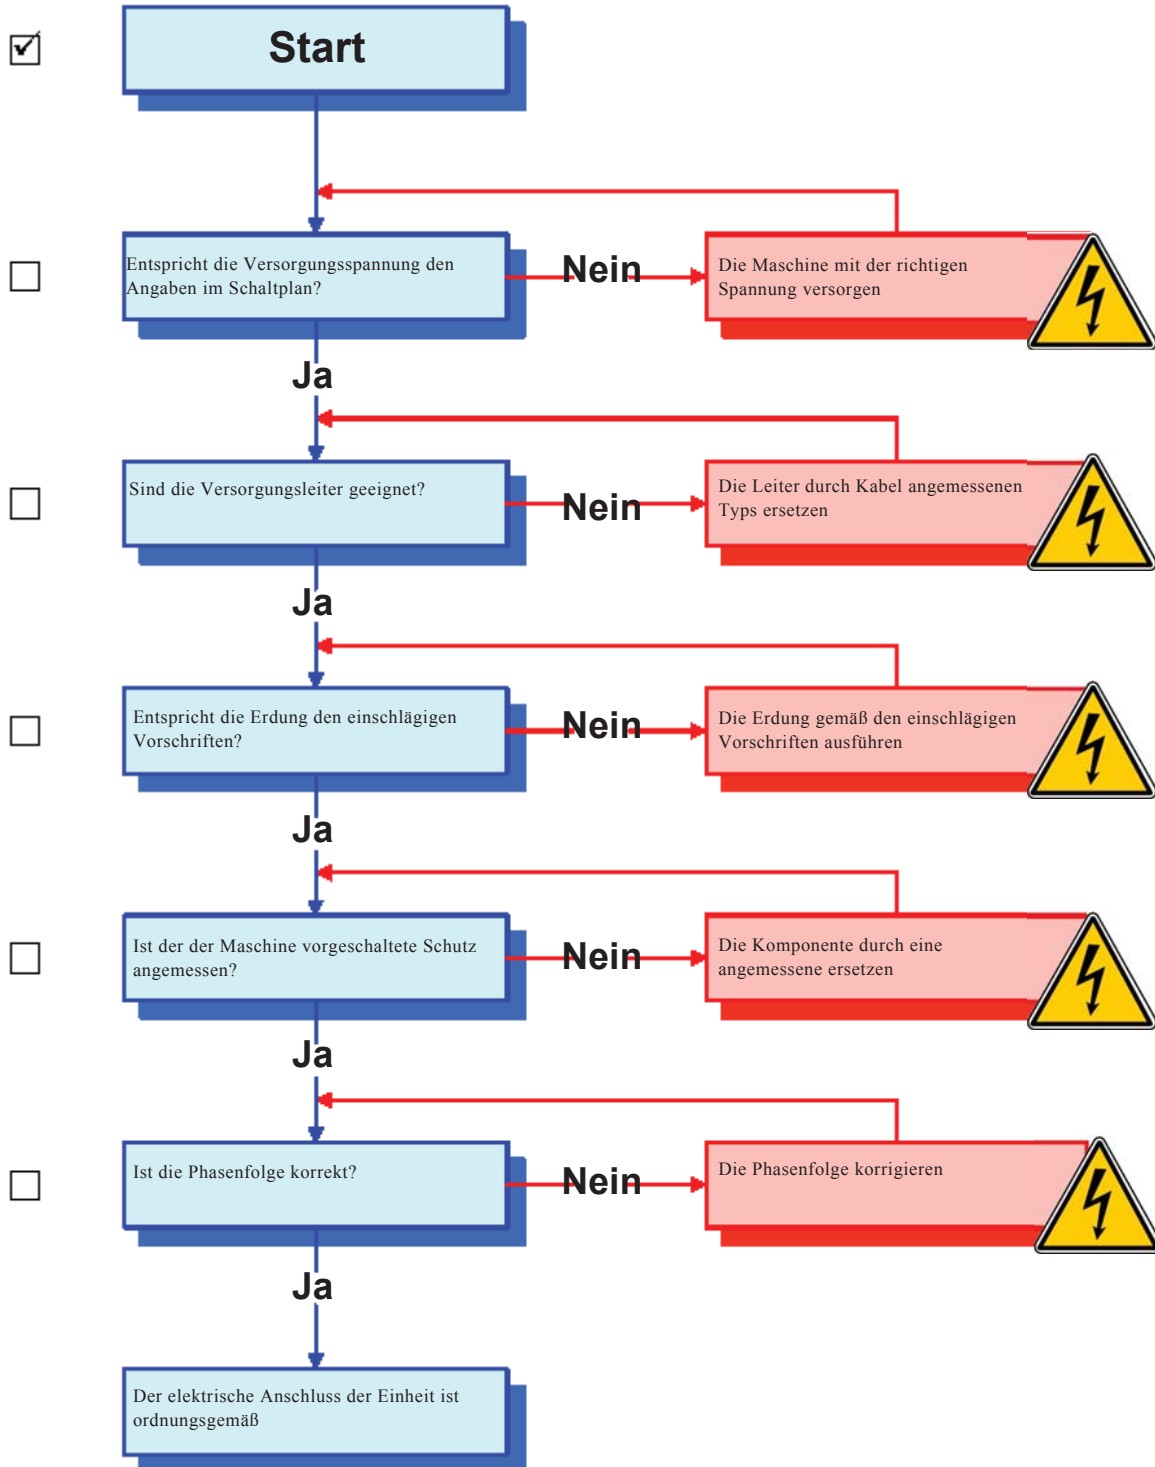 Start
Entspricht die Versorgungsspannung den
Angaben im Schaltplan?
Nein
Die Maschine mit der richtigen
Spannung versorgen
Ja
Sind die Versorgungsleiter geeignet?
Nein
Die Leiter durch Kabel angemessenen
Typs ersetzen
Ja
Entspricht die Erdung den einschlägigen
Vorschriften?
Nein
Die Erdung gemäß den einschlägigen
Vorschriften ausführen
Ja
Ist der der Maschine vorgeschaltete Schutz
angemessen?
Nein
Die Komponente durch eine
angemessene ersetzen
Ja
Ist die Phasenfolge korrekt?
Nein
Die Phasenfolge korrigieren
Ja
Der elektrische Anschluss der Einheit ist
ordnungsgemäß